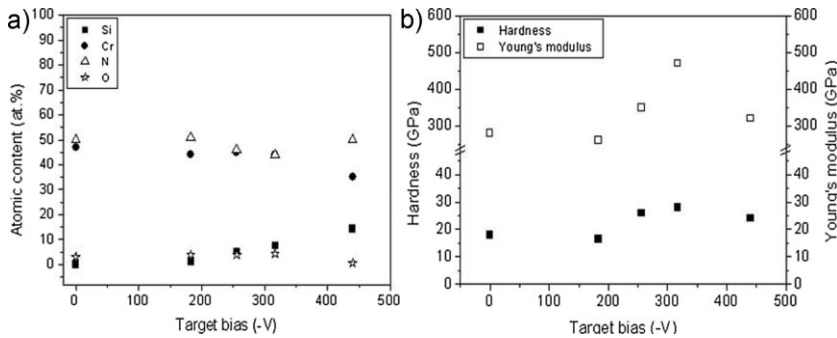 a)
Atomic content (at.%)
100
90
80
70
60
50
40
30
20
10
0
Si
Cr
N
O
0 100 200 300 400 500
Target bias (-V)
b)
Hardness (GPa)
600
500
400
300
40
30
20
10
0
Hardness
Young's modulus
600
500
400
300
40
30
20
10
0
Young's modulus (GPa)
0 100 200 300 400 500
Target bias (-V)